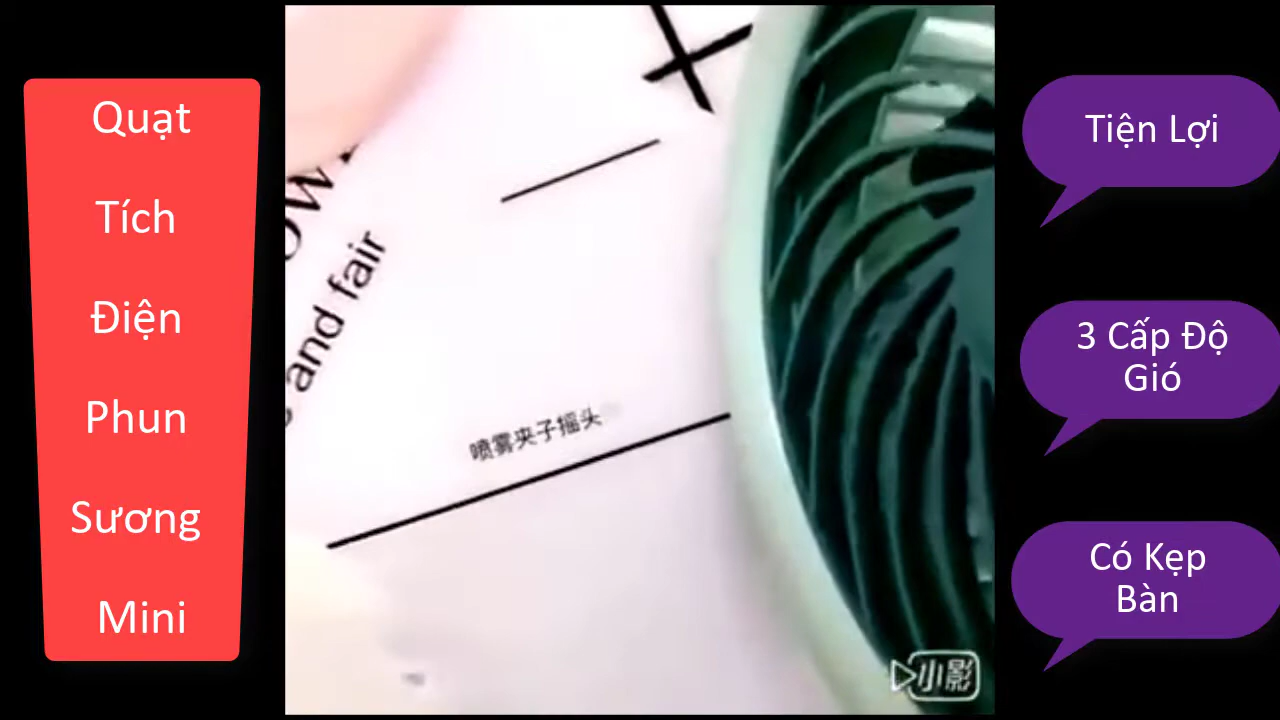 Quạt
Tích
Điện
Phun
Sương
Mini
and fair
喷雾夹子摇头
小影
Tiện Lợi
3 Cấp Độ
Gió
Có Kẹp
Bàn